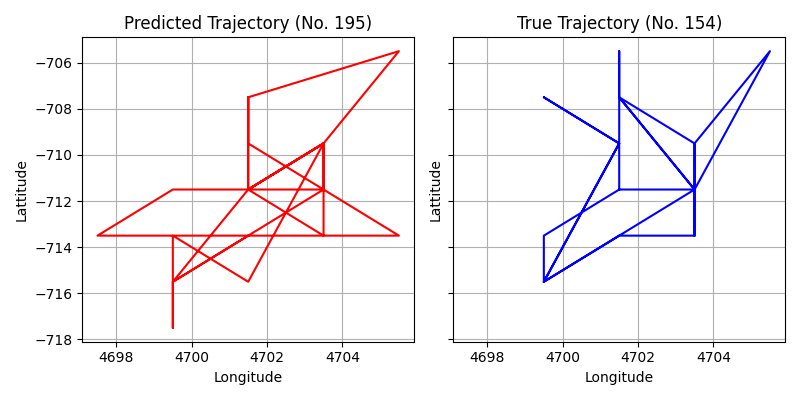 Predicted Trajectory (No. 195)
True Trajectory (No. 154)
Lattitude
−706
−708
−710
−712
−714
−716
−718
4698
4700
4702
4704
Longitude
Lattitude
4698
4700
4702
4704
Longitude